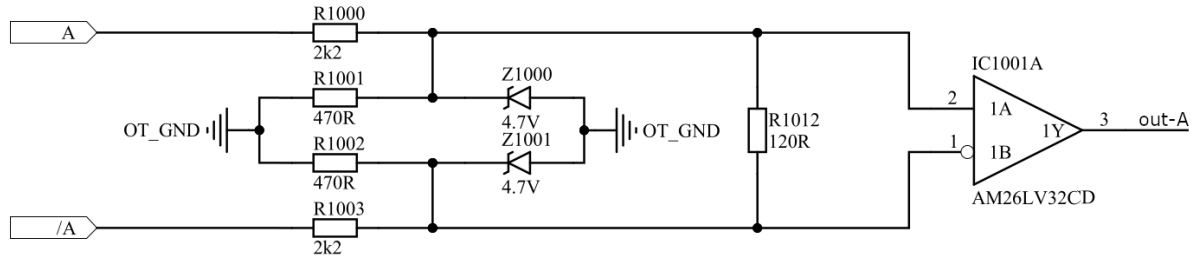 R1000
A
2k2
IC1001A
R1001
Z1000
470R
4.7V
2
1A
OT_GND
OT_GND
R1012
120R
3
out-A
1Y
R1002
Z1001
470R
4.7V
1
1B
AM26LV32CD
R1003
/A
2k2